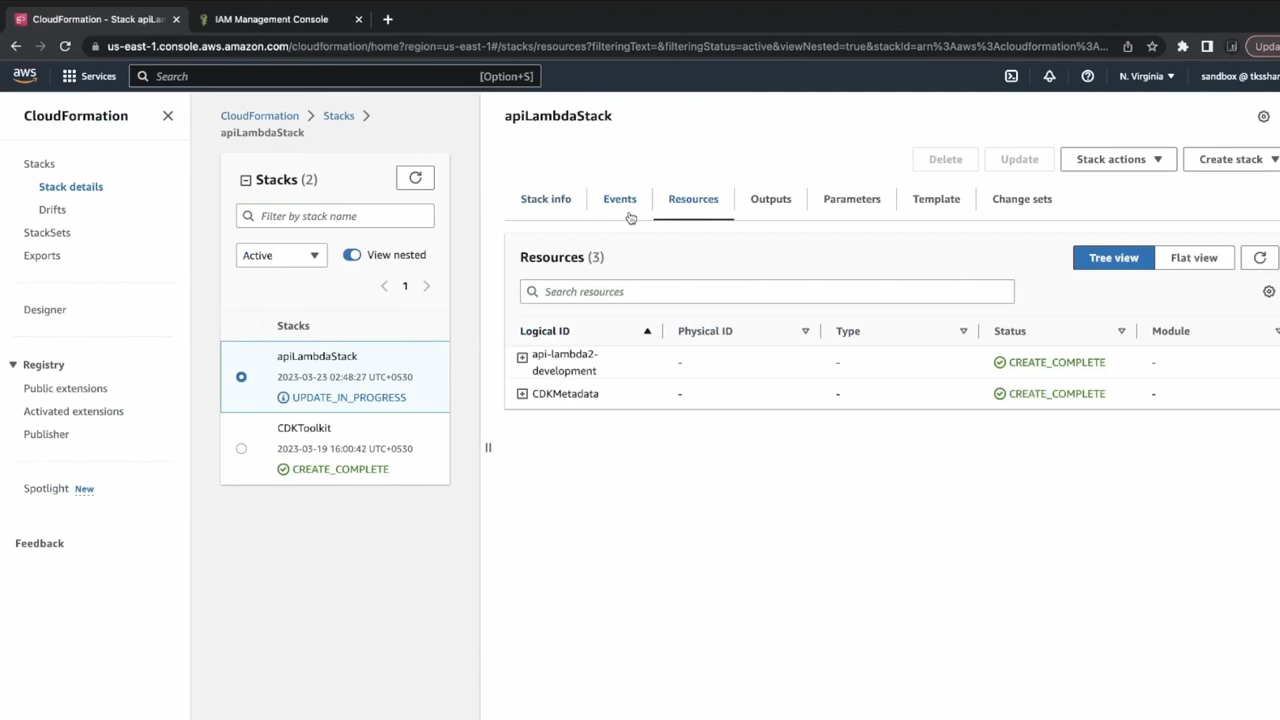 CloudFormation - Stack apiLam
IAM Management Console
us-east-1.console.aws.amazon.com/cloudformation/home?region=us-east-1#/stacks/resources?filteringText=&filteringStatus=active&viewNested=true&stackId=arn%3Aaws%3Acloudformation%3A...
Upda
aws
Services
Search
[Option+S]
N. Virginia
sandbox @ tksshar
CloudFormation
Stacks
Stack details
Drifts
StackSets
Exports
Designer
Registry
Public extensions
Activated extensions
Publisher
Spotlight New
Feedback
CloudFormation > Stacks >
apiLambdaStack
Stacks (2)
Filter by stack name
Active
View nested
1
Stacks
apiLambdaStack
2023-03-23 02:48:27 UTC+0530
UPDATE_IN_PROGRESS
CDKToolkit
2023-03-19 16:00:42 UTC+0530
CREATE_COMPLETE
apiLambdaStack
Delete
Update
Stack actions
Create stack
Stack info
Events
Resources
Outputs
Parameters
Template
Change sets
Resources (3)
Tree view
Flat view
Search resources
Logical ID
Physical ID
Type
Status
Module
api-lambda2-
development
- - CREATE_COMPLETE -
CDKMetadata - - CREATE_COMPLETE -